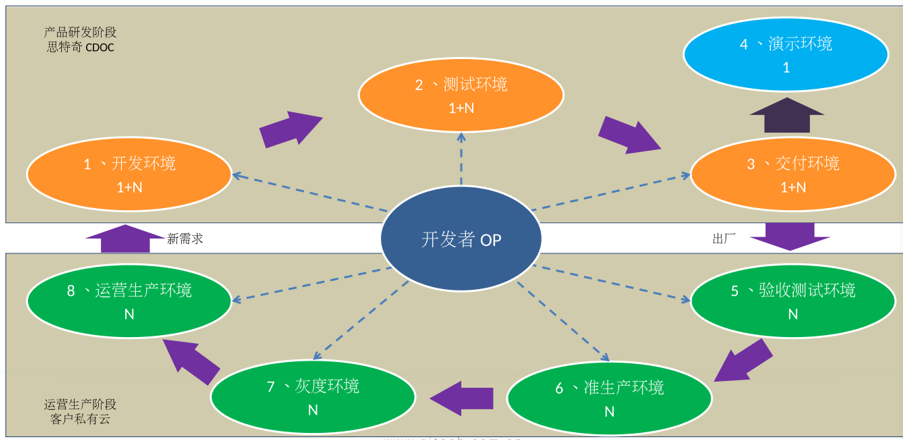 产品研发阶段
思特奇 CDOC
4 、演示环境
1
2 、测试环境
1+N
1 、开发环境
1+N
3 、交付环境
1+N
开发者 OP
新需求
出厂
8 、运营生产环境
N
5 、验收测试环境
N
7 、灰度环境
N
6 、准生产环境
N
运营生产阶段
客户私有云